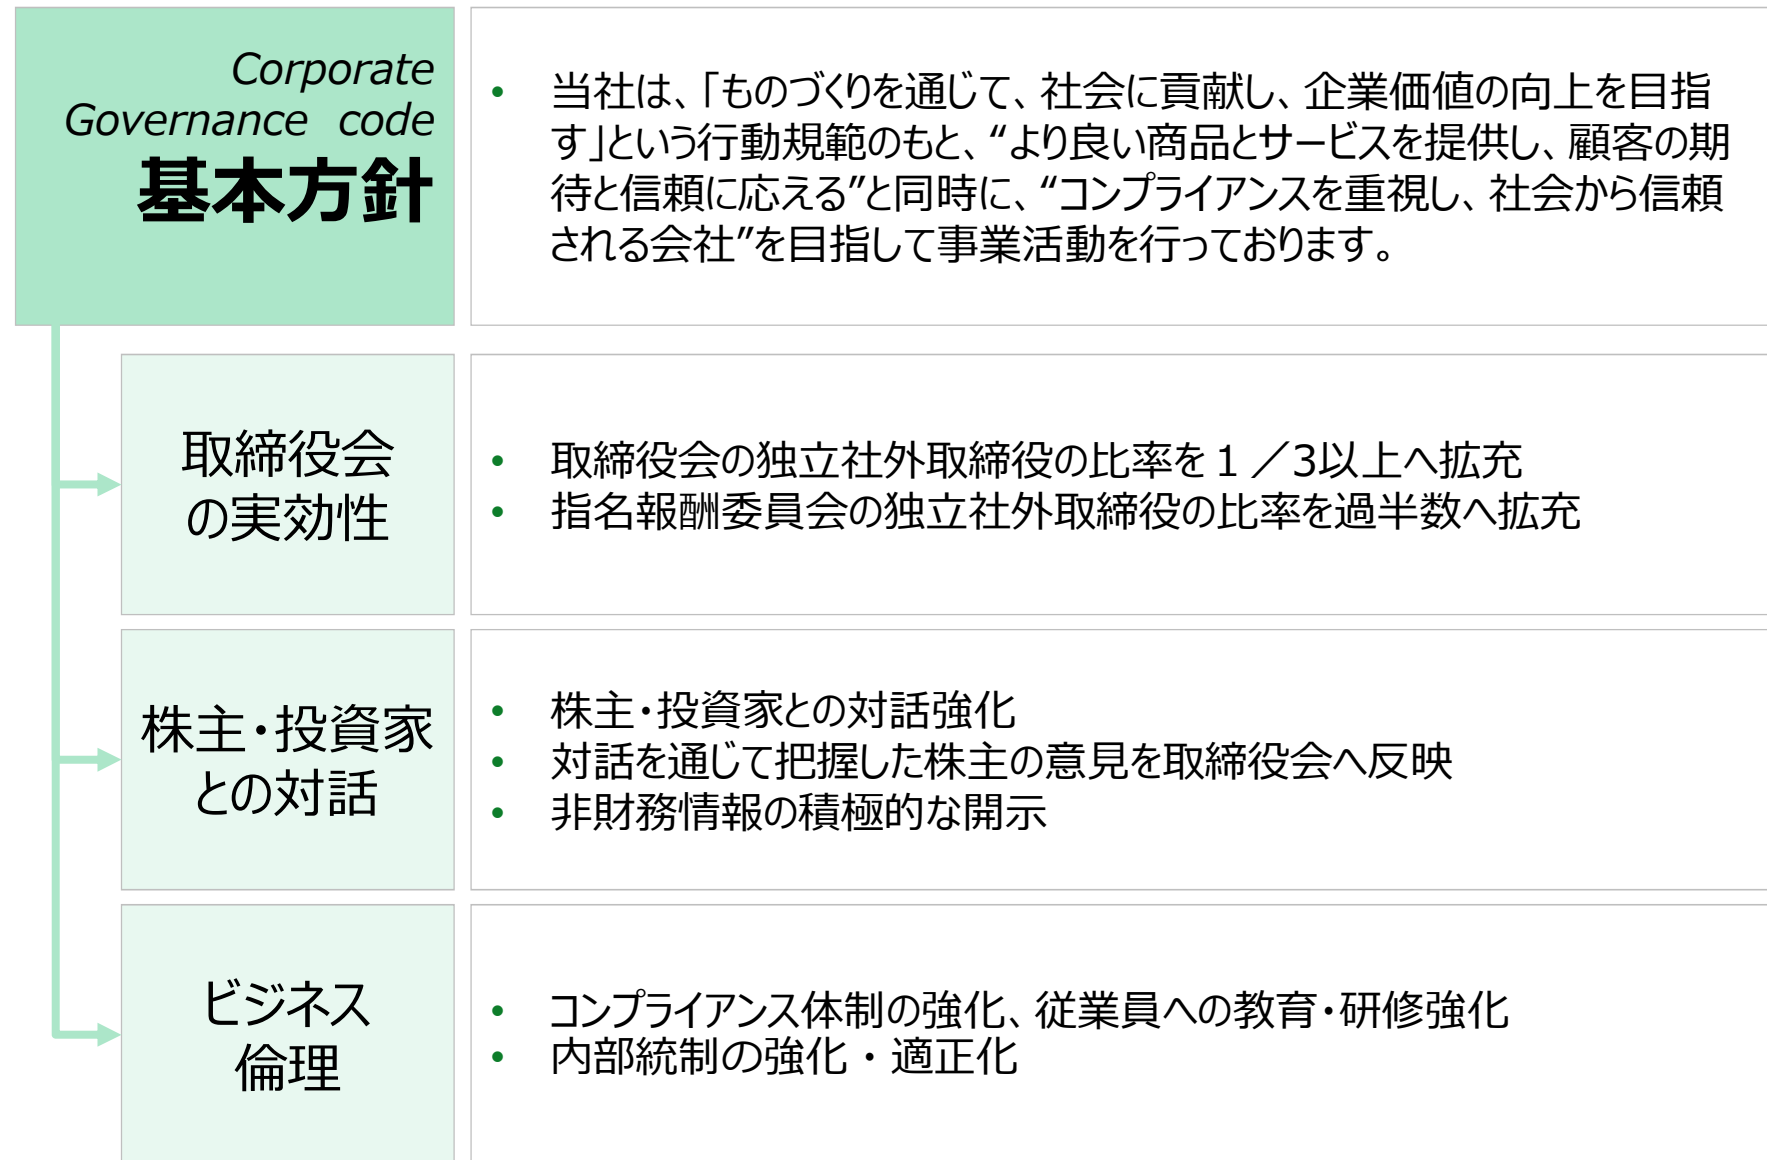 Corporate
Governance code
基本方針
• 当社は、「ものづくりを通じて、社会に貢献し、企業価値の向上を目指
す」という行動規範のもと、“より良い商品とサービスを提供し、顧客の期
待と信頼に応える”と同時に、“コンプライアンスを重視し、社会から信頼
される会社”を目指して事業活動を行っております。
取締役会
の実効性
• 取締役会の独立社外取締役の比率を１／3以上へ拡充
• 指名報酬委員会の独立社外取締役の比率を過半数へ拡充
株主・投資家
との対話
• 株主・投資家との対話強化
• 対話を通じて把握した株主の意見を取締役会へ反映
• 非財務情報の積極的な開示
ビジネス
倫理
• コンプライアンス体制の強化、従業員への教育・研修強化
• 内部統制の強化・適正化